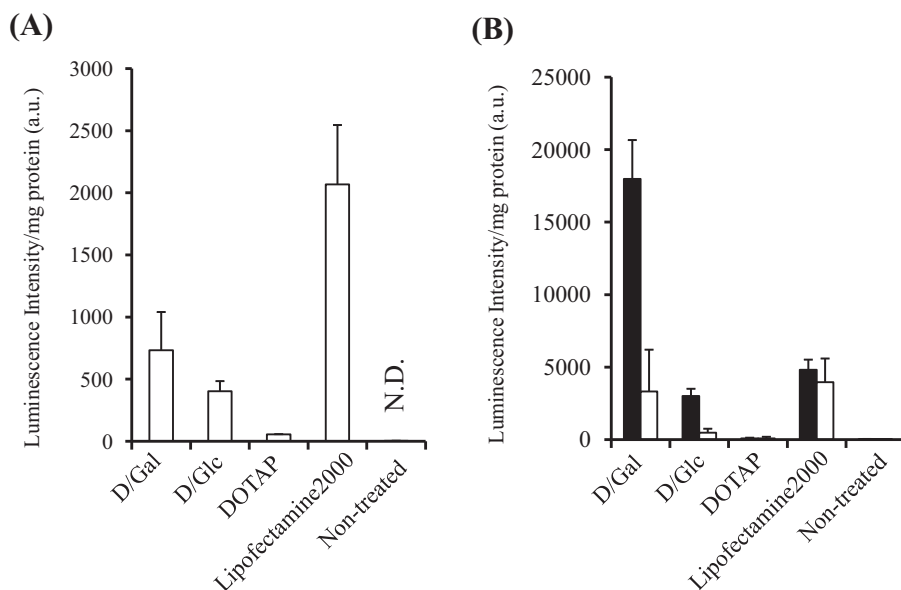 (A)
Luminescence Intensity/mg protein (a.u.)
3000
2500
2000
1500
1000
500
0
N.D.
D/Gal
D/Glc
DOTAP
Lipofectamine2000
Non-treated
(B)
Luminescence Intensity/mg protein (a.u.)
25000
20000
15000
10000
5000
0
D/Gal
D/Glc
DOTAP
Lipofectamine2000
Non-treated